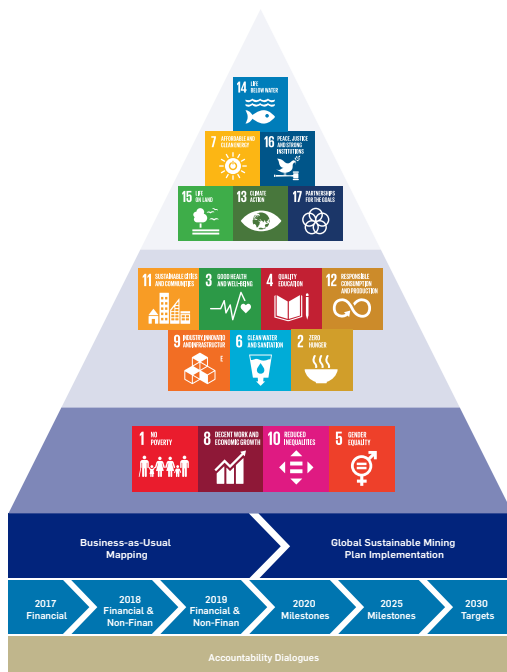 14 LIFE
BELOW WATER
7 AFFORDABLE AND
CLEAN ENERGY
16 PEACE, JUSTICE
AND STRONG
INSTITUTIONS
15 LIFE
ON LAND
13 CLIMATE
ACTION
17 PARTNERSHIPS
FOR THE GOALS
11 SUSTAINABLE CITIES
AND COMMUNITIES
3 GOOD HEALTH
AND WELL-BEING
4 QUALITY
EDUCATION
12 RESPONSIBLE
CONSUMPTION
AND PRODUCTION
9 INDUSTRY, INNOVATIO
AND INFRASTRUCTUR
E
6 CLEAN WATER
AND SANITATION
2 ZERO
HUNGER
1 NO
POVERTY
8 DECENT WORK AND
ECONOMIC GROWTH
10 REDUCED
INEQUALITIES
5 GENDER
EQUALITY
Business-as-Usual
Mapping
Global Sustainable Mining
Plan Implementation
2017
Financial
2018
Financial &
Non-Finan
2019
Financial &
Non-Finan
2020
Milestones
2025
Milestones
2030
Targets
Accountability Dialogues